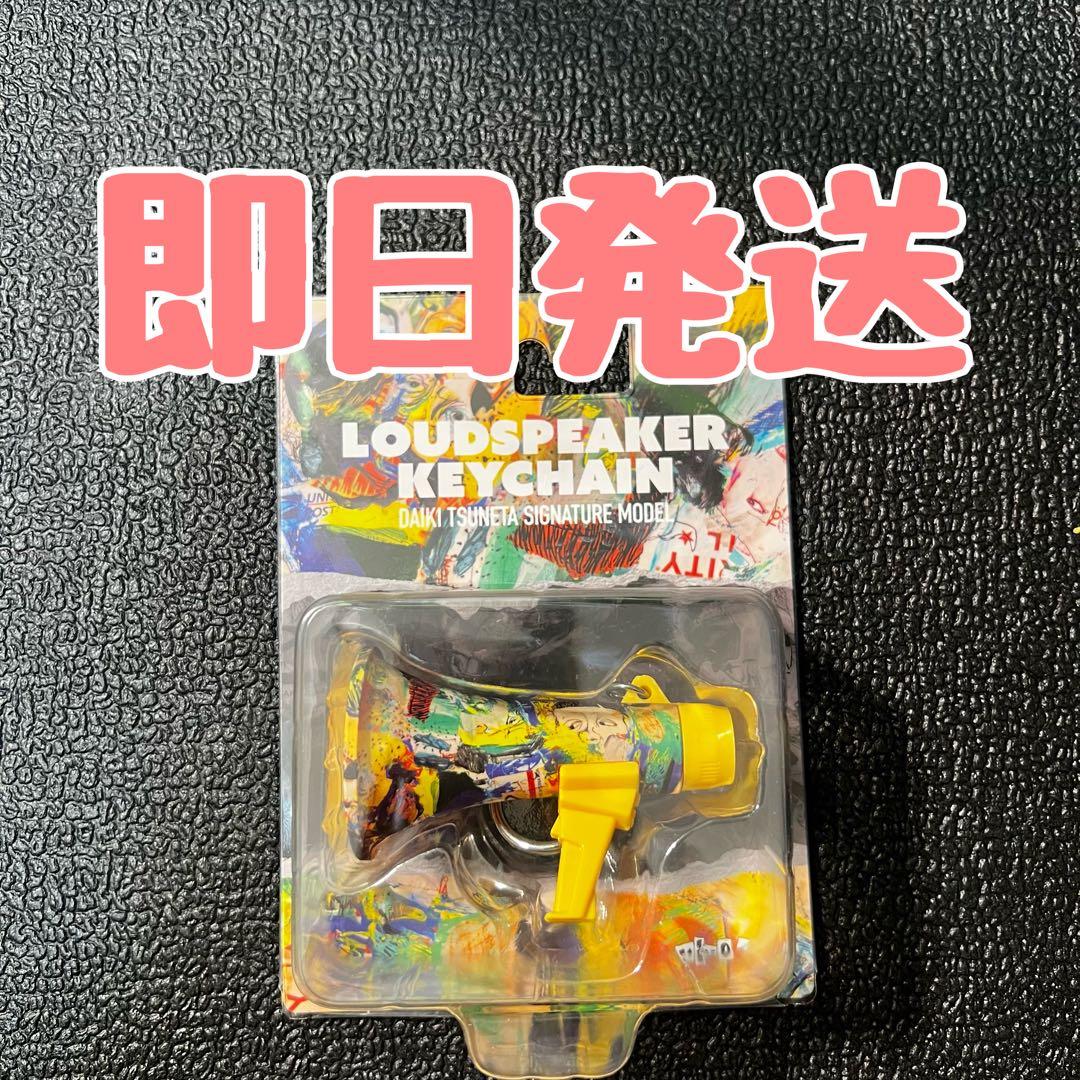 即日発送
LOUDSPEAKER
KEYCHAIN
DAIKI TSUNETA SIGNATURE MODEL